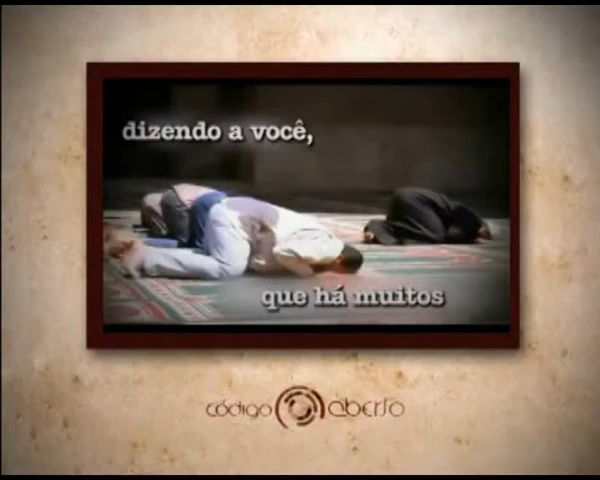 dizendo a você,
que há muitos
código aberto